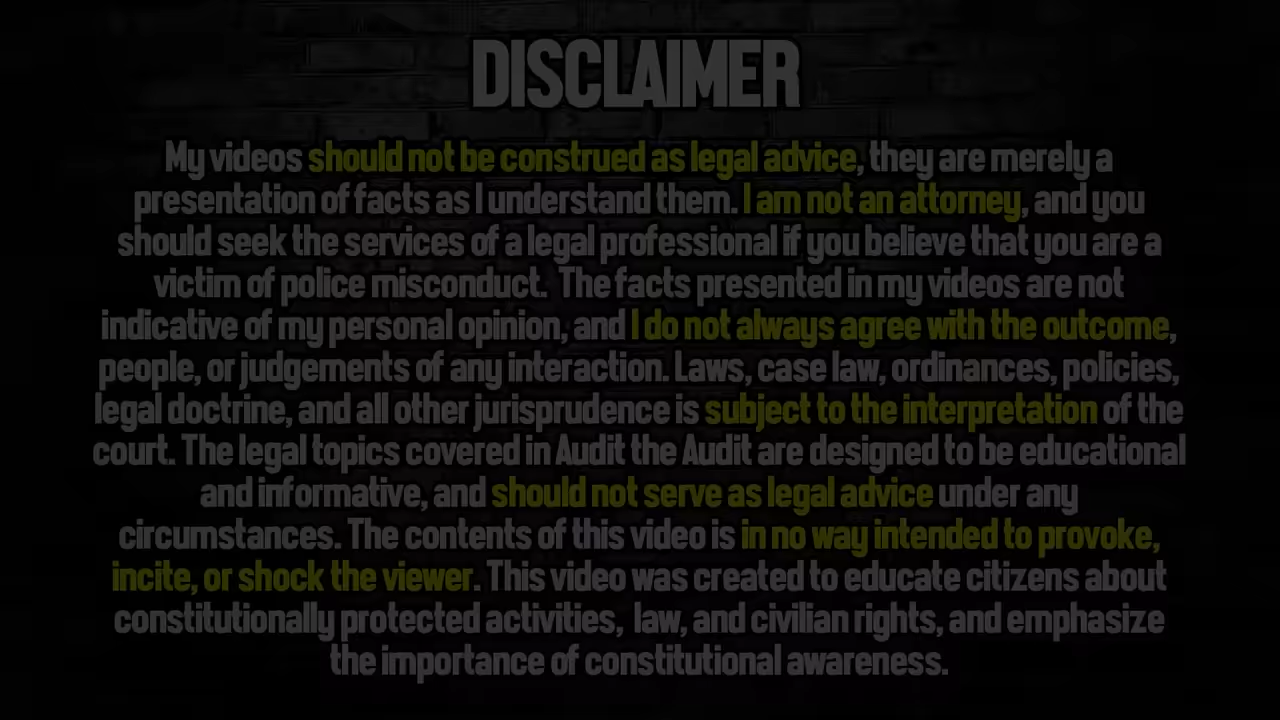 DISCLAIMER
My videos should not be construed as legal advice, they are merely a
presentation of facts as I understand them. I am not an attorney, and you
should seek the services of a legal professional if you believe that you are a
victim of police misconduct. The facts presented in my videos are not
indicative of my personal opinion, and I do not always agree with the outcome,
people, or judgements of any interaction. Laws, case law, ordinances, policies,
legal doctrine, and all other jurisprudence is subject to the interpretation of the
court. The legal topics covered in Audit the Audit are designed to be educational
and informative, and should not serve as legal advice under any
circumstances. The contents of this video is in no way intended to provoke,
incite, or shock the viewer. This video was created to educate citizens about
constitutionally protected activities, law, and civilian rights, and emphasize
the importance of constitutional awareness.